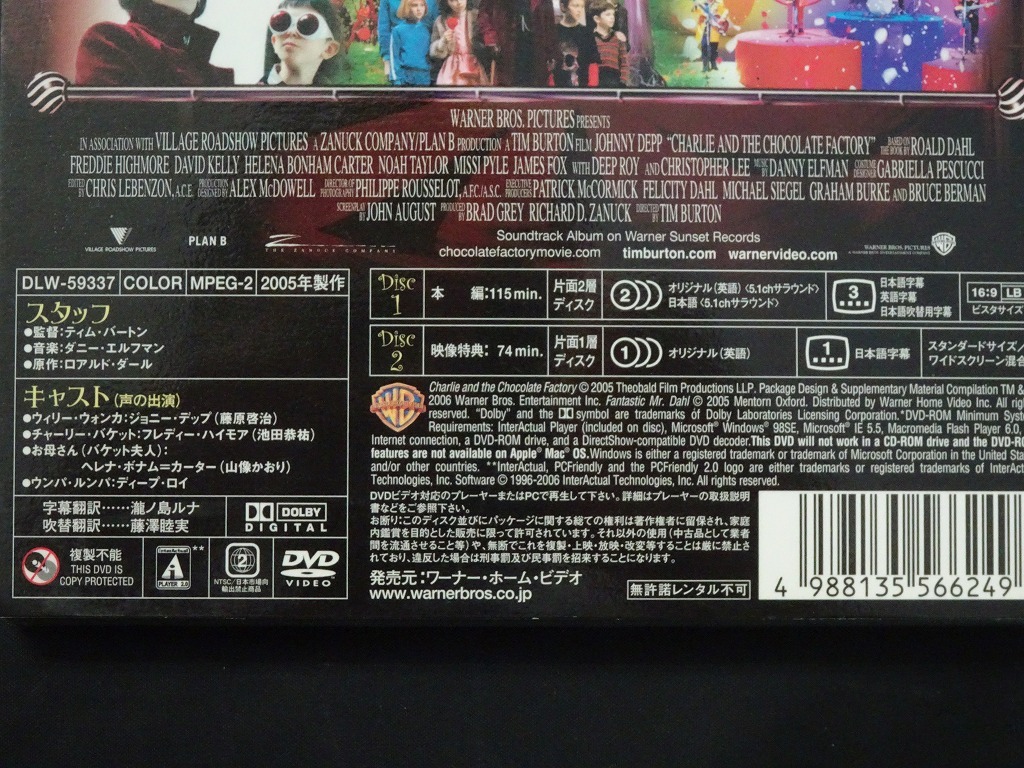 WARNER BROS. PICTURES PRESENTS
IN ASSOCIATION WITH VILLAGE ROADSHOW PICTURES A ZANUCK COMPANY/PLAN B PRODUCTION A TIM BURTON FILM JOHNNY DEPP "CHARLIE AND THE CHOCOLATE FACTORY" BASED ON THE BOOK BY ROALD DAHL
FREDDIE HIGHMORE DAVID KELLY HELENA BONHAM CARTER NOAH TAYLOR MISSI PYLE JAMES FOX WITH DEEP ROY AND CHRISTOPHER LEE MUSIC BY DANNY ELFMAN COSTUME DESIGNER GABRIELLA PESCUCCI
EDITED BY CHRIS LEBENZON, A.C.E. PRODUCTION DESIGNED BY ALEX McDOWELL DIRECTOR OF PHOTOGRAPHY PHILIPPE ROUSSELOT, A.F.C./A.S.C. EXECUTIVE PRODUCERS PATRICK McCORMICK FELICITY DAHL MICHAEL SIEGEL GRAHAM BURKE AND BRUCE BERMAN
SCREENPLAY BY JOHN AUGUST PRODUCED BY BRAD GREY RICHARD D. ZANUCK DIRECTED BY TIM BURTON
VILLAGE ROADSHOW PICTURES PLAN B THE ZANUCK COMPANY
Soundtrack Album on Warner Sunset Records
chocolatefactorymovie.com timburton.com warnervideo.com
WARNER BROS. PICTURES
DLW-59337 COLOR MPEG-2 2005年製作
スタッフ
●監督:ティム・バートン
●音楽:ダニー・エルフマン
●原作:ロアルド・ダール
キャスト(声の出演)
●ウィリー・ウォンカ:ジョニー・デップ(藤原啓治)
●チャーリー・バケット:フレディー・ハイモア(池田恭祐)
●お母さん(バケット夫人):
ヘレナ・ボナム=カーター(山像かおり)
●ウンパ・ルンパ:ディープ・ロイ
字幕翻訳……瀧ノ島ルナ
吹替翻訳……藤澤睦実
DOLBY
DIGITAL
複製不能
THIS DVD IS
COPY PROTECTED
InterActual
PLAYER 2.0
**
2
NTSC/日本市場向
輸出禁止商品
DVD
VIDEO
Disc 1 本 編:115min. 片面2層ディスク 2 オリジナル(英語)〈5.1chサラウンド〉
日本語〈5.1chサラウンド〉
3 日本語字幕
英語字幕
日本語吹替用字幕
16:9 LB
ビスタサイズ
Disc 2 映像特典: 74min. 片面1層ディスク 1 オリジナル(英語) 1 日本語字幕
スタンダードサイズ/
ワイドスクリーン混合
Charlie and the Chocolate Factory © 2005 Theobald Film Productions LLP. Package Design & Supplementary Material Compilation TM &
2006 Warner Bros. Entertainment Inc. Fantastic Mr. Dahl © 2005 Mentorn Oxford. Distributed by Warner Home Video Inc. All righ
reserved. "Dolby" and the symbol are trademarks of Dolby Laboratories Licensing Corporation.*DVD-ROM Minimum Syste
Requirements: InterActual Player (included on disc), Microsoft® Windows® 98SE, Microsoft® IE 5.5, Macromedia Flash Player 6.0,
Internet connection, a DVD-ROM drive, and a DirectShow-compatible DVD decoder.This DVD will not work in a CD-ROM drive and the DVD-RO
features are not available on Apple® Mac® OS.Windows is either a registered trademark or trademark of Microsoft Corporation in the United Stat
and/or other countries. **InterActual, PCFriendly and the PCFriendly 2.0 logo are either trademarks or registered trademarks of InterAct
Technologies, Inc. Software © 1996-2006 InterActual Technologies, Inc. All rights reserved.
DVDビデオ対応のプレーヤーまたはPCで再生して下さい。詳細はプレーヤーの取扱説明
書などをご参照下さい。
お断り:このディスク並びにパッケージに関する総ての権利は著作権者に留保され、家庭
内鑑賞を目的とした販売に限って許可されています。それ以外の使用(中古品として業者
間を流通させること等)や、無断でこれを複製・上映・放映・改変等することは厳に禁止さ
れており、違反した場合は刑事罰及び民事罰を招来することになります。
発売元:ワーナー・ホーム・ビデオ
www.warnerbros.co.jp
無許諾レンタル不可
4 988135 566249